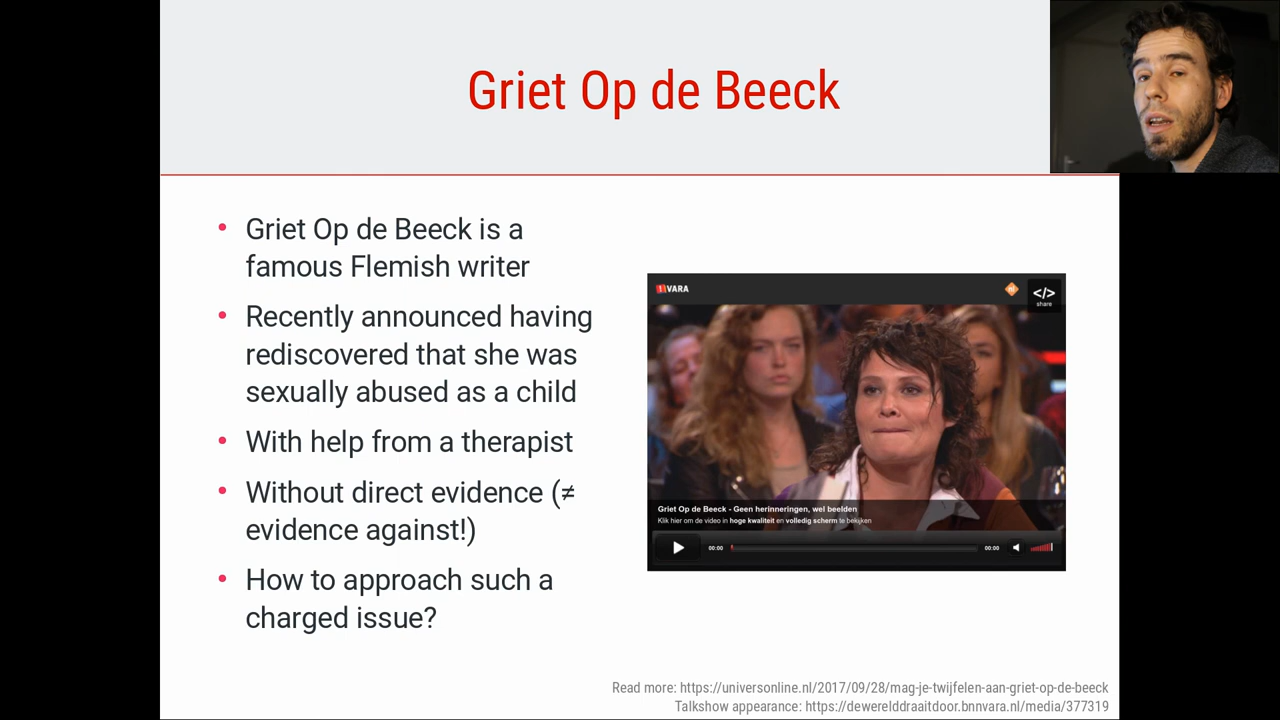 Griet Op de Beeck
• Griet Op de Beeck is a
famous Flemish writer
• Recently announced having
rediscovered that she was
sexually abused as a child
• With help from a therapist
• Without direct evidence (≠
evidence against!)
• How to approach such a
charged issue?
VARA
</>
share
Griet Op de Beeck - Geen herinneringen, wel beelden
Klik hier om de video in hoge kwaliteit en volledig scherm te bekijken
00:00
00:00
Read more: https://universonline.nl/2017/09/28/mag-je-twijfelen-aan-griet-op-de-beeck
Talkshow appearance: https://dewerelddraaitdoor.bnnvara.nl/media/377319